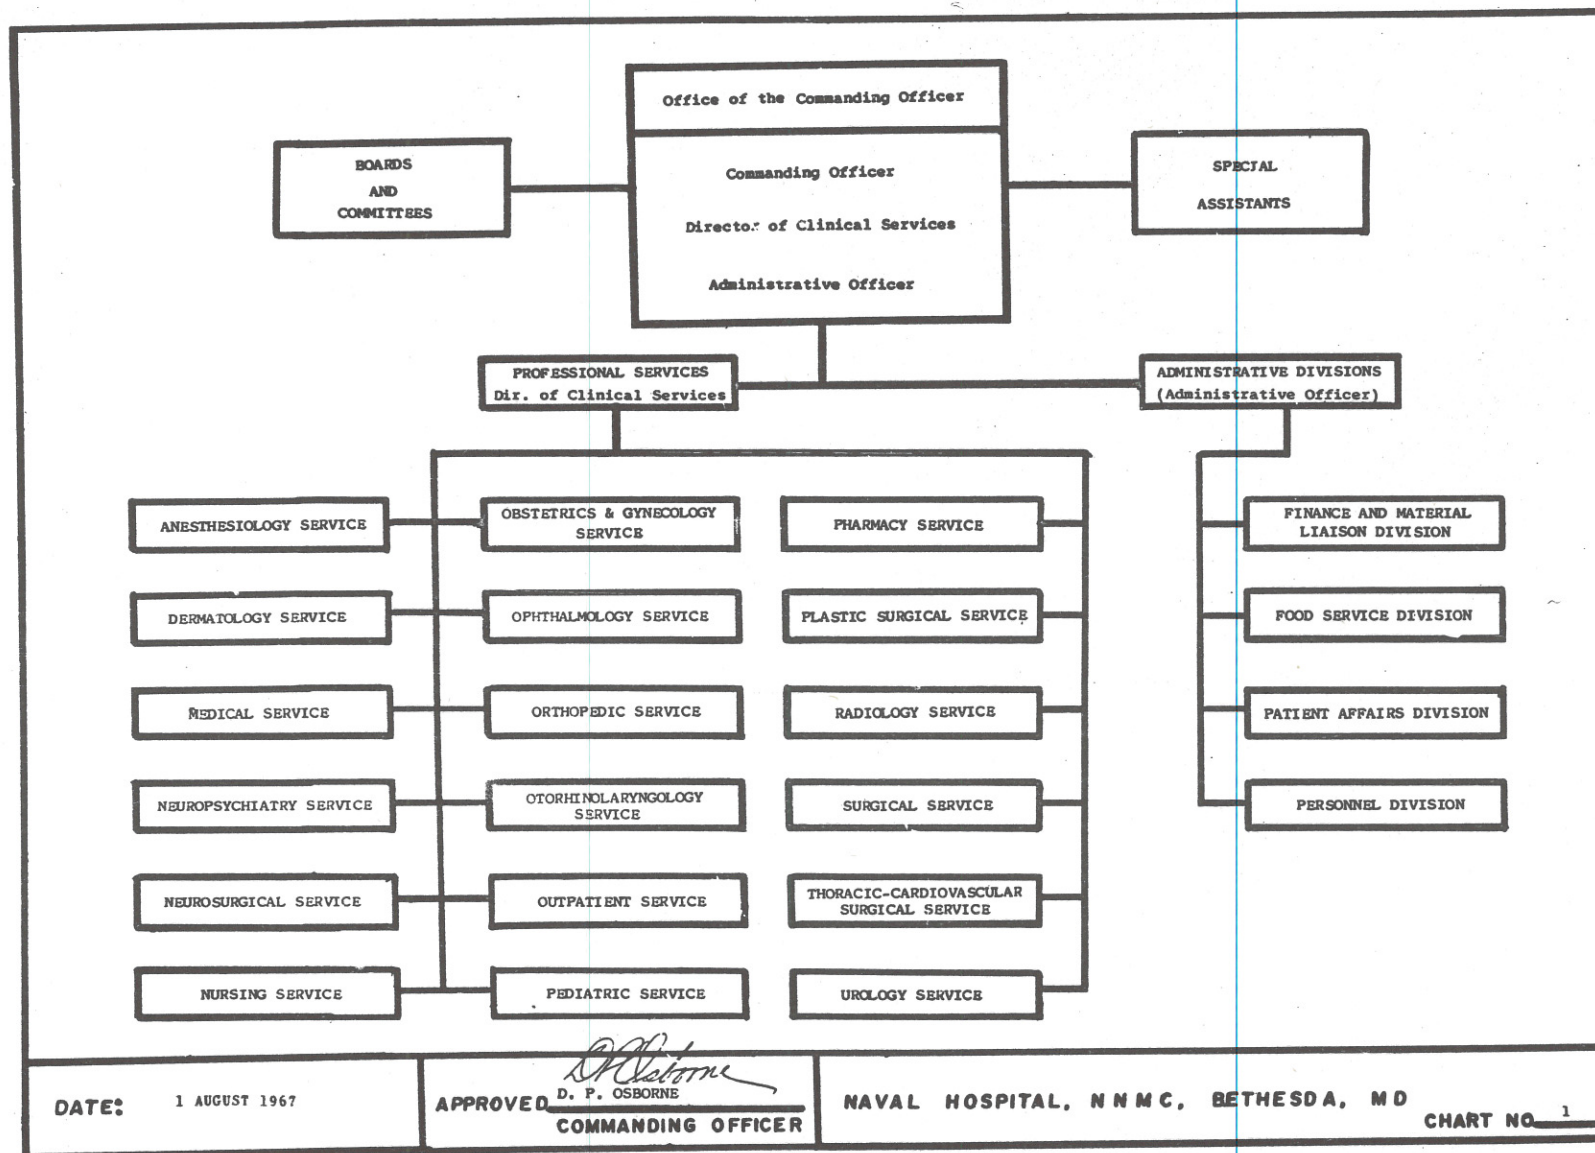 Office of the Commanding Officer
BOARDS
AND
COMMITTEES
Commanding Officer
Director of Clinical Services
Administrative Officer
SPECIAL
ASSISTANTS
PROFESSIONAL SERVICES
Dir. of Clinical Services
ADMINISTRATIVE DIVISIONS
(Administrative Officer)
ANESTHESIOLOGY SERVICE
OBSTETRICS & GYNECOLOGY
SERVICE
PHARMACY SERVICE
FINANCE AND MATERIAL
LIAISON DIVISION
DERMATOLOGY SERVICE
OPHTHALMOLOGY SERVICE
PLASTIC SURGICAL SERVICE
FOOD SERVICE DIVISION
MEDICAL SERVICE
ORTHOPEDIC SERVICE
RADIOLOGY SERVICE
PATIENT AFFAIRS DIVISION
NEUROPSYCHIATRY SERVICE
OTORHINOLARYNGOLOGY
SERVICE
SURGICAL SERVICE
PERSONNEL DIVISION
NEUROSURGICAL SERVICE
OUTPATIENT SERVICE
THORACIC-CARDIOVASCULAR
SURGICAL SERVICE
NURSING SERVICE
PEDIATRIC SERVICE
UROLOGY SERVICE
DATE: 1 AUGUST 1967
D P Osborne
APPROVED D. P. OSBORNE
COMMANDING OFFICER
NAVAL HOSPITAL, NNMC, BETHESDA, MD
CHART NO. 1